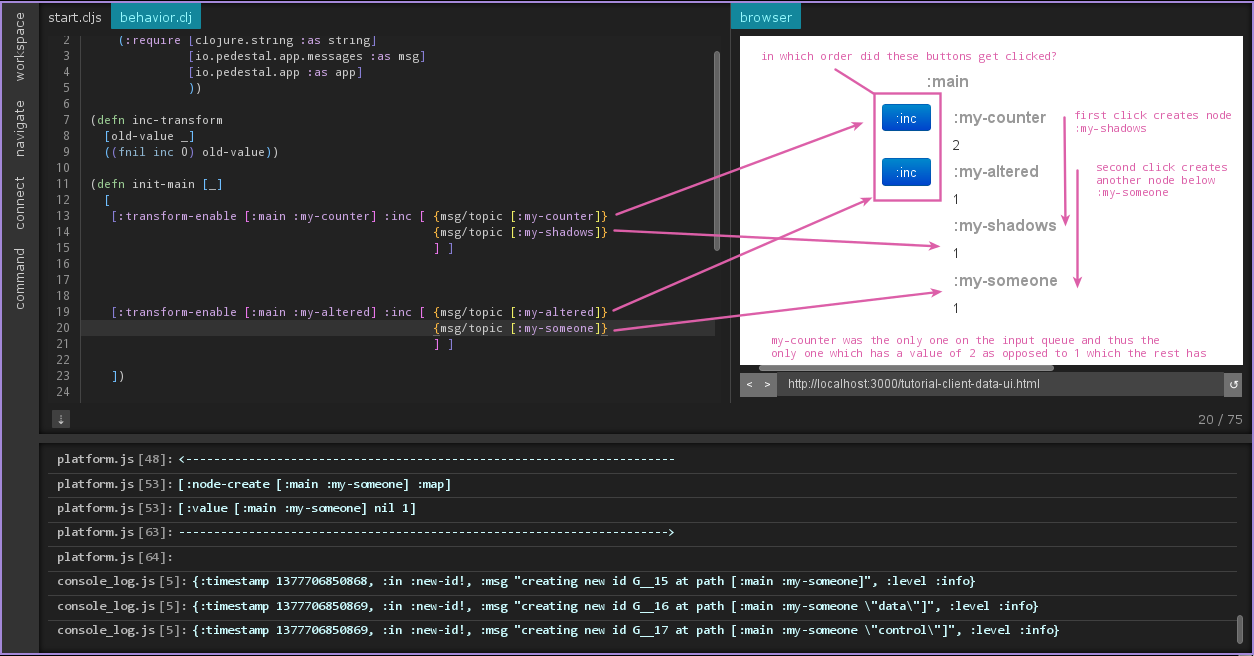 workspace
navigate
connect
command
start.cljs
behavior.clj
2 (:require [clojure.string :as string]
3 [io.pedestal.app.messages :as msg]
4 [io.pedestal.app :as app]
5 ))
6
7 (defn inc-transform
8 [old-value _]
9 ((fnil inc 0) old-value))
10
11 (defn init-main [_]
12 [
13 [:transform-enable [:main :my-counter] :inc [ {msg/topic [:my-counter]}
14 {msg/topic [:my-shadows]}
15 ] ]
16
17
18
19 [:transform-enable [:main :my-altered] :inc [ {msg/topic [:my-altered]}
20 {msg/topic [:my-someone]}
21 ] ]
22
23 ])
24
↓
browser
in which order did these buttons get clicked?
:main
:inc
:my-counter
2
:inc
:my-altered
1
:my-shadows
1
:my-someone
1
first click creates node
:my-shadows
second click creates
another node below
:my-someone
my-counter was the only one on the input queue and thus the
only one which has a value of 2 as opposed to 1 which the rest has
< > http://localhost:3000/tutorial-client-data-ui.html ↺
20 / 75
platform.js [48]: <----------------------------------------------------------------------
platform.js [53]: [:node-create [:main :my-someone] :map]
platform.js [53]: [:value [:main :my-someone] nil 1]
platform.js [63]: ---------------------------------------------------------------------->
platform.js [64]:
console_log.js [5]: {:timestamp 1377706850868, :in :new-id!, :msg "creating new id G__15 at path [:main :my-someone]", :level :info}
console_log.js [5]: {:timestamp 1377706850869, :in :new-id!, :msg "creating new id G__16 at path [:main :my-someone \"data\"]", :level :info}
console_log.js [5]: {:timestamp 1377706850869, :in :new-id!, :msg "creating new id G__17 at path [:main :my-someone \"control\"]", :level :info}